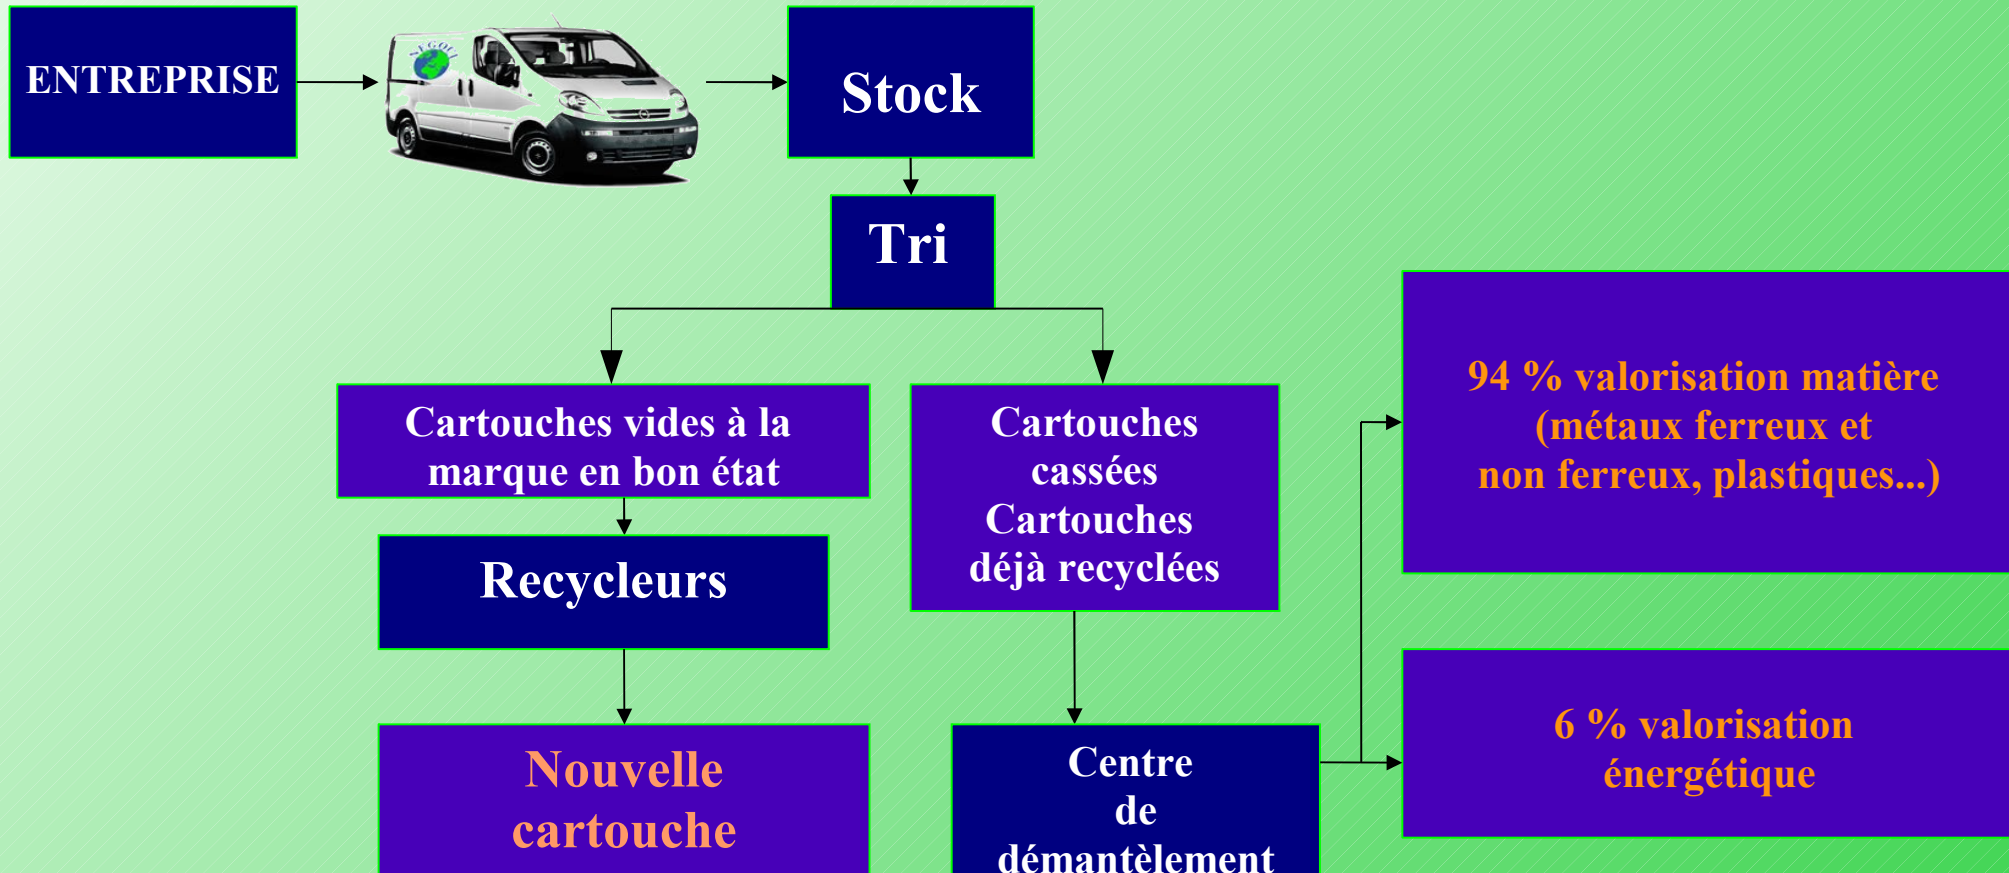 ENTREPRISE
Stock
Tri
Cartouches vides à la
marque en bon état
Cartouches
cassées
Cartouches
déjà recyclées
94 % valorisation matière
(métaux ferreux et
non ferreux, plastiques...)
Recycleurs
6 % valorisation
énergétique
Nouvelle
cartouche
Centre
de
démantèlement